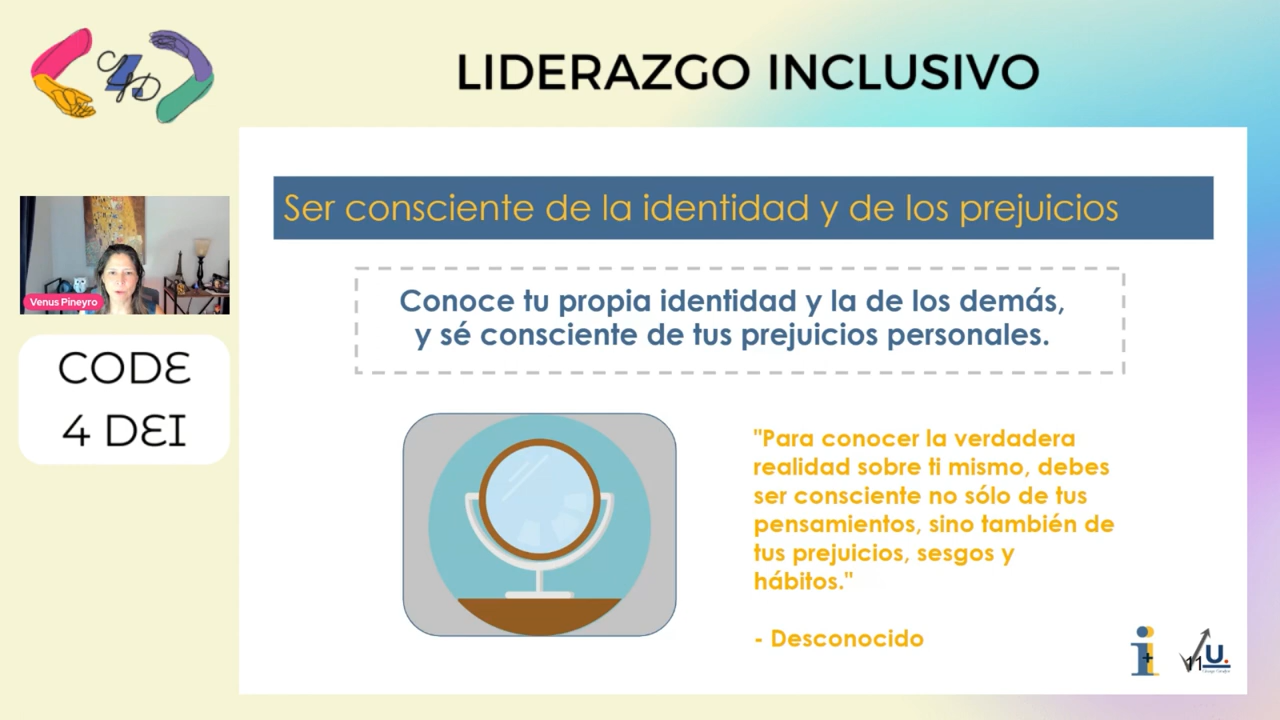 LIDERAZGO INCLUSIVO
Ser consciente de la identidad y de los prejuicios
Conoce tu propia identidad y la de los demás,
y sé consciente de tus prejuicios personales.
Venus Pineyro
CODE
4 DEI
"Para conocer la verdadera
realidad sobre ti mismo, debes
ser consciente no sólo de tus
pensamientos, sino también de
tus prejuicios, sesgos y
hábitos."
- Desconocido
11
U.